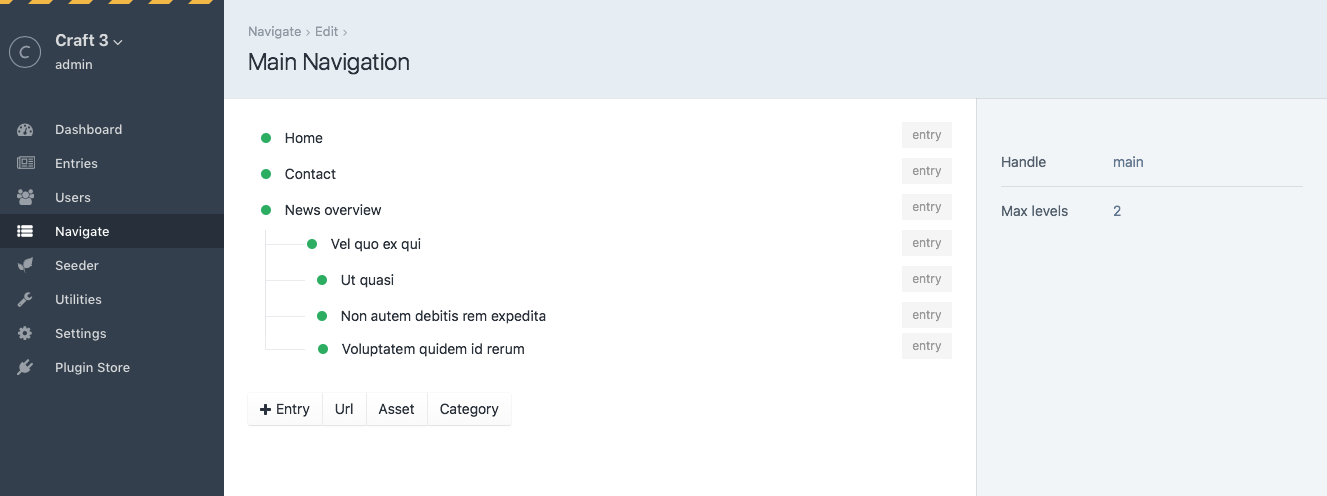 C
Craft 3
admin
Dashboard
Entries
Users
Navigate
Seeder
Utilities
Settings
Plugin Store
Navigate › Edit ›
Main Navigation
Home entry
Contact entry
News overview entry
Vel quo ex qui entry
Ut quasi entry
Non autem debitis rem expedita entry
Voluptatem quidem id rerum entry
+ Entry Url Asset Category
Handle main
Max levels 2